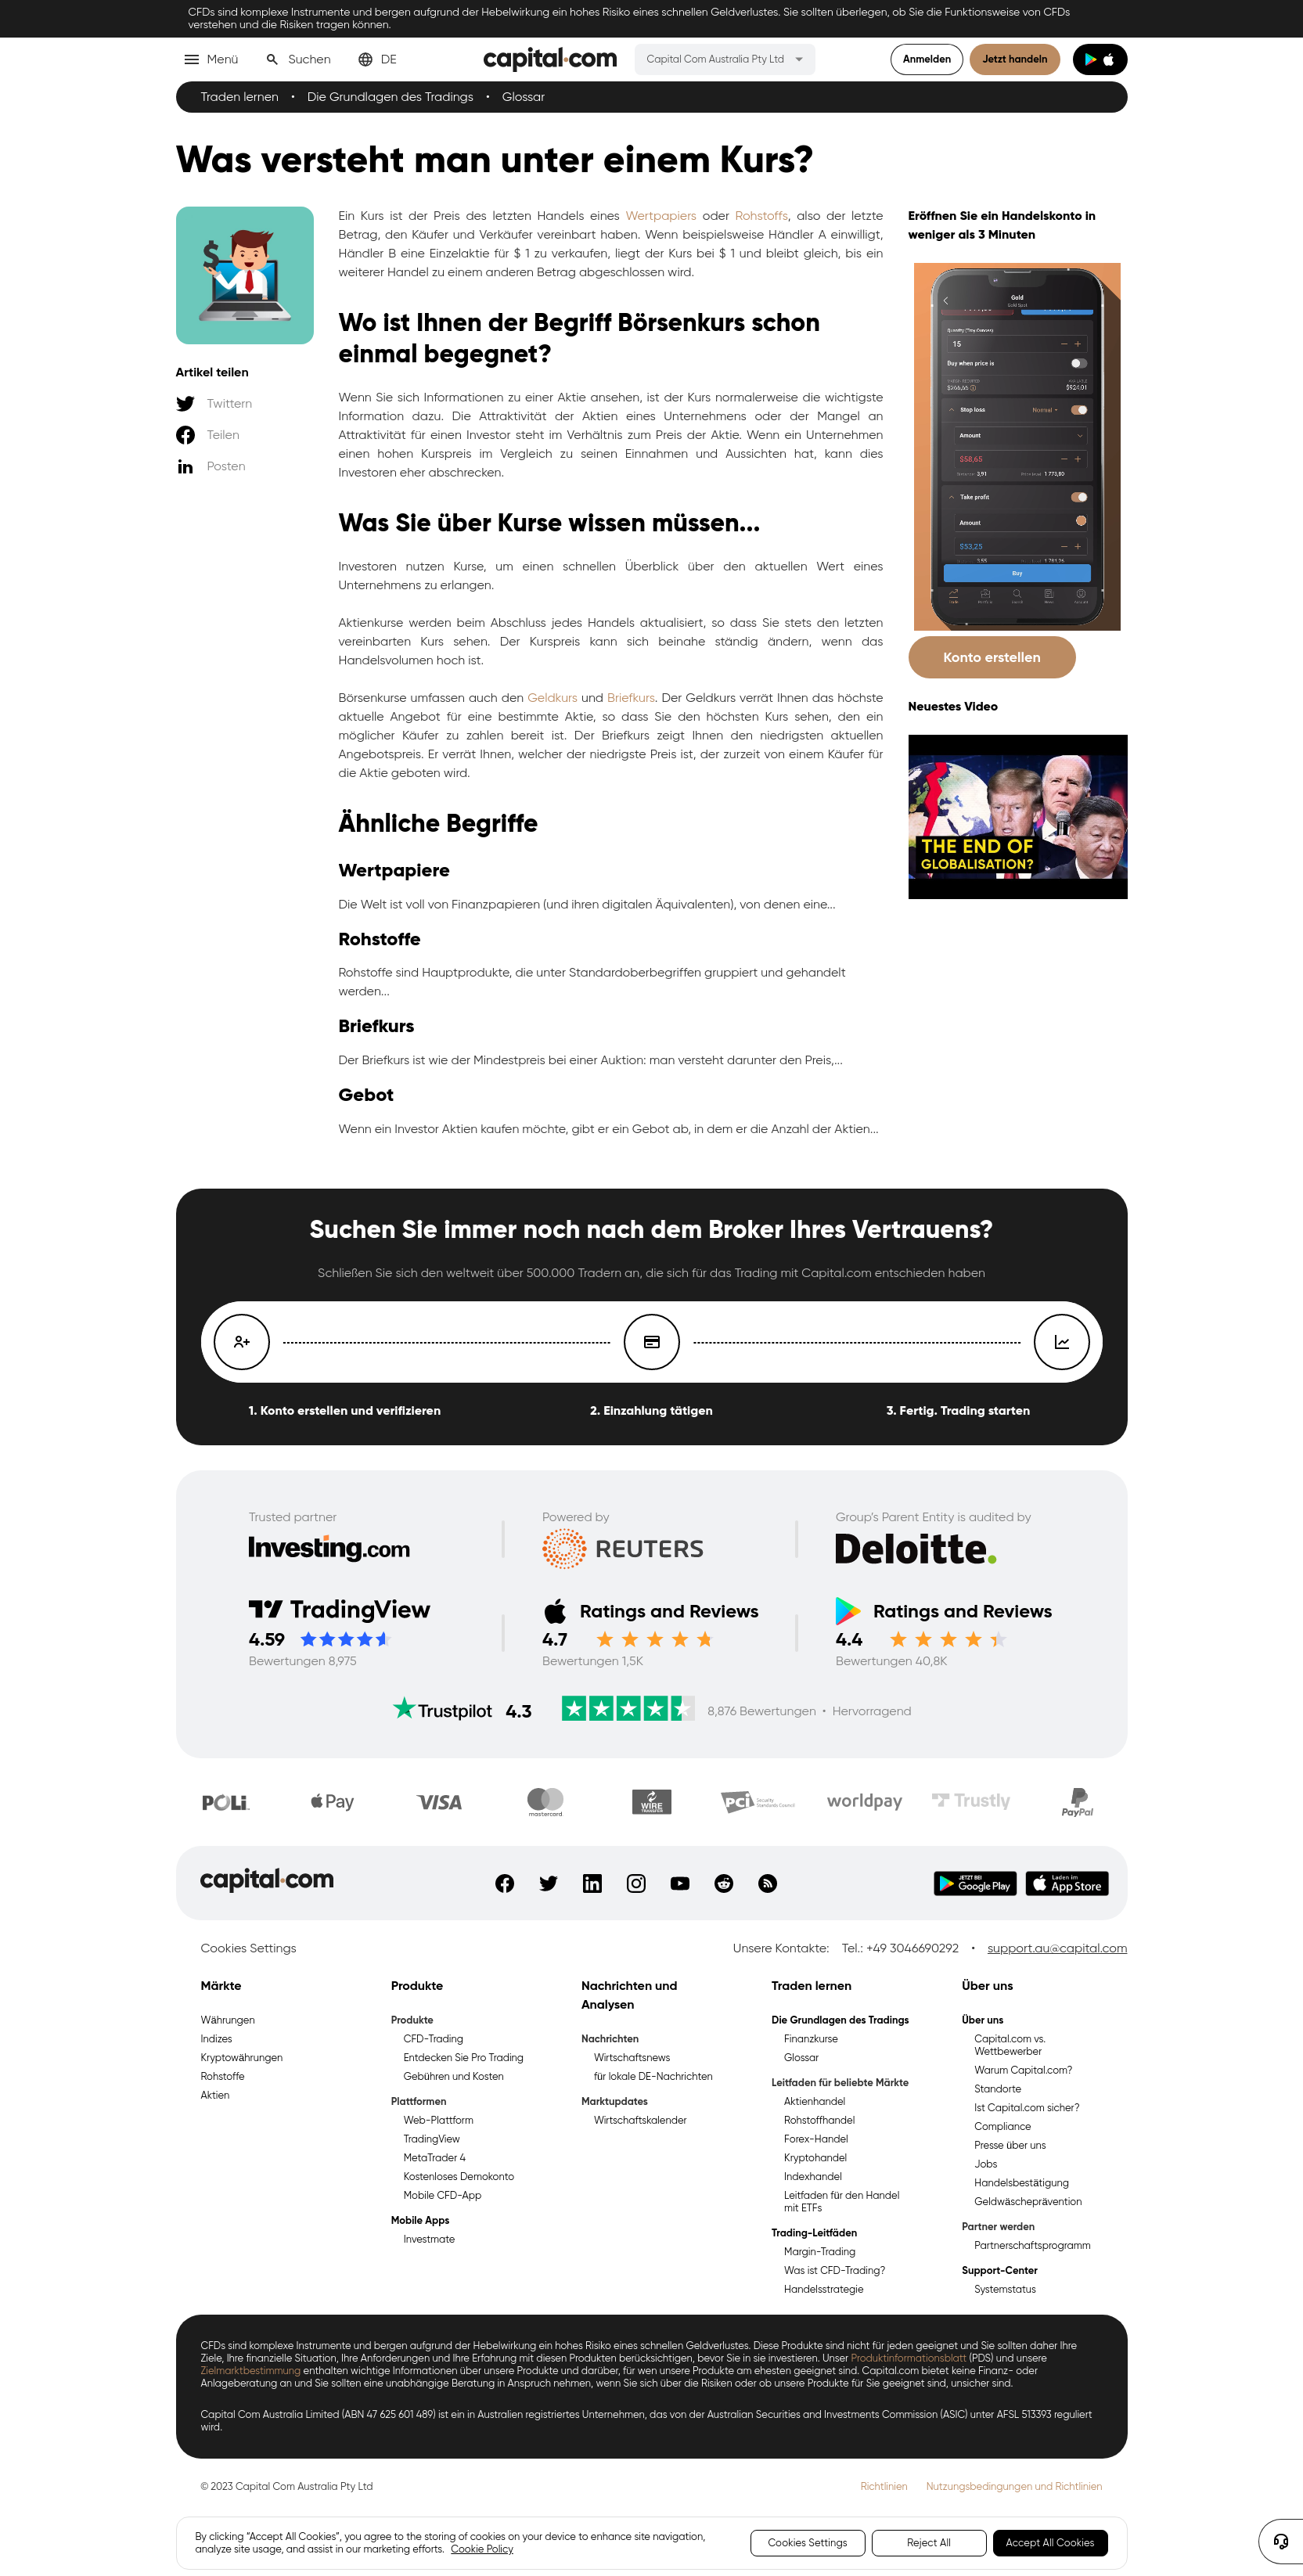 CFDs sind komplexe Instrumente und bergen aufgrund der Hebelwirkung ein hohes Risiko eines schnellen Geldverlustes. Sie sollten überlegen, ob Sie die Funktionsweise von CFDs
verstehen und die Risiken tragen können.
Menü Suchen DE capital.com Capital Com Australia Pty Ltd Anmelden Jetzt handeln
Traden lernen • Die Grundlagen des Tradings • Glossar
Was versteht man unter einem Kurs?
Artikel teilen
Twittern
Teilen
Posten
Ein Kurs ist der Preis des letzten Handels eines Wertpapiers oder Rohstoffs, also der letzte
Betrag, den Käufer und Verkäufer vereinbart haben. Wenn beispielsweise Händler A einwilligt,
Händler B eine Einzelaktie für $ 1 zu verkaufen, liegt der Kurs bei $ 1 und bleibt gleich, bis ein
weiterer Handel zu einem anderen Betrag abgeschlossen wird.
Wo ist Ihnen der Begriff Börsenkurs schon
einmal begegnet?
Wenn Sie sich Informationen zu einer Aktie ansehen, ist der Kurs normalerweise die wichtigste
Information dazu. Die Attraktivität der Aktien eines Unternehmens oder der Mangel an
Attraktivität für einen Investor steht im Verhältnis zum Preis der Aktie. Wenn ein Unternehmen
einen hohen Kurspreis im Vergleich zu seinen Einnahmen und Aussichten hat, kann dies
Investoren eher abschrecken.
Was Sie über Kurse wissen müssen...
Investoren nutzen Kurse, um einen schnellen Überblick über den aktuellen Wert eines
Unternehmens zu erlangen.
Aktienkurse werden beim Abschluss jedes Handels aktualisiert, so dass Sie stets den letzten
vereinbarten Kurs sehen. Der Kurspreis kann sich beinahe ständig ändern, wenn das
Handelsvolumen hoch ist.
Börsenkurse umfassen auch den Geldkurs und Briefkurs. Der Geldkurs verrät Ihnen das höchste
aktuelle Angebot für eine bestimmte Aktie, so dass Sie den höchsten Kurs sehen, den ein
möglicher Käufer zu zahlen bereit ist. Der Briefkurs zeigt Ihnen den niedrigsten aktuellen
Angebotspreis. Er verrät Ihnen, welcher der niedrigste Preis ist, der zurzeit von einem Käufer für
die Aktie geboten wird.
Ähnliche Begriffe
Wertpapiere
Die Welt ist voll von Finanzpapieren (und ihren digitalen Äquivalenten), von denen eine...
Rohstoffe
Rohstoffe sind Hauptprodukte, die unter Standardoberbegriffen gruppiert und gehandelt
werden...
Briefkurs
Der Briefkurs ist wie der Mindestpreis bei einer Auktion: man versteht darunter den Preis,...
Gebot
Wenn ein Investor Aktien kaufen möchte, gibt er ein Gebot ab, in dem er die Anzahl der Aktien...
Eröffnen Sie ein Handelskonto in
weniger als 3 Minuten
Gold
15
Buy when price is
Stop loss Normal
Amount
$58,65
Take profit
Amount
$53,25
Buy
Konto erstellen
Neuestes Video
THE END OF
GLOBALISATION?
Suchen Sie immer noch nach dem Broker Ihres Vertrauens?
Schließen Sie sich den weltweit über 500.000 Tradern an, die sich für das Trading mit Capital.com entschieden haben
1. Konto erstellen und verifizieren 2. Einzahlung tätigen 3. Fertig. Trading starten
Trusted partner Powered by Group's Parent Entity is audited by
Investing.com REUTERS Deloitte.
TradingView Ratings and Reviews Ratings and Reviews
4.59 4.7 4.4
Bewertungen 8,975 Bewertungen 1,5K Bewertungen 40,8K
Trustpilot 4.3 8,876 Bewertungen • Hervorragend
POLi Apple Pay VISA mastercard WIRE TRANSFER PCI Security Standards Council worldpay Trustly PayPal
capital.com JETZT BEI Google Play Laden im App Store
Cookies Settings Unsere Kontakte: Tel.: +49 3046690292 • support.au@capital.com
Märkte
Währungen
Indizes
Kryptowährungen
Rohstoffe
Aktien
Produkte
Produkte
CFD-Trading
Entdecken Sie Pro Trading
Gebühren und Kosten
Plattformen
Web-Plattform
TradingView
MetaTrader 4
Kostenloses Demokonto
Mobile CFD-App
Mobile Apps
Investmate
Nachrichten und
Analysen
Nachrichten
Wirtschaftsnews
für lokale DE-Nachrichten
Marktupdates
Wirtschaftskalender
Traden lernen
Die Grundlagen des Tradings
Finanzkurse
Glossar
Leitfaden für beliebte Märkte
Aktienhandel
Rohstoffhandel
Forex-Handel
Kryptohandel
Indexhandel
Leitfaden für den Handel
mit ETFs
Trading-Leitfäden
Margin-Trading
Was ist CFD-Trading?
Handelsstrategie
Über uns
Über uns
Capital.com vs.
Wettbewerber
Warum Capital.com?
Standorte
Ist Capital.com sicher?
Compliance
Presse über uns
Jobs
Handelsbestätigung
Geldwäscheprävention
Partner werden
Partnerschaftsprogramm
Support-Center
Systemstatus
CFDs sind komplexe Instrumente und bergen aufgrund der Hebelwirkung ein hohes Risiko eines schnellen Geldverlustes. Diese Produkte sind nicht für jeden geeignet und Sie sollten daher Ihre
Ziele, Ihre finanzielle Situation, Ihre Anforderungen und Ihre Erfahrung mit diesen Produkten berücksichtigen, bevor Sie in sie investieren. Unser Produktinformationsblatt (PDS) und unsere
Zielmarktbestimmung enthalten wichtige Informationen über unsere Produkte und darüber, für wen unsere Produkte am ehesten geeignet sind. Capital.com bietet keine Finanz- oder
Anlageberatung an und Sie sollten eine unabhängige Beratung in Anspruch nehmen, wenn Sie sich über die Risiken oder ob unsere Produkte für Sie geeignet sind, unsicher sind.
Capital Com Australia Limited (ABN 47 625 601 489) ist ein in Australien registriertes Unternehmen, das von der Australian Securities and Investments Commission (ASIC) unter AFSL 513393 reguliert
wird.
© 2023 Capital Com Australia Pty Ltd Richtlinien Nutzungsbedingungen und Richtlinien
By clicking "Accept All Cookies", you agree to the storing of cookies on your device to enhance site navigation,
analyze site usage, and assist in our marketing efforts. Cookie Policy
Cookies Settings Reject All Accept All Cookies